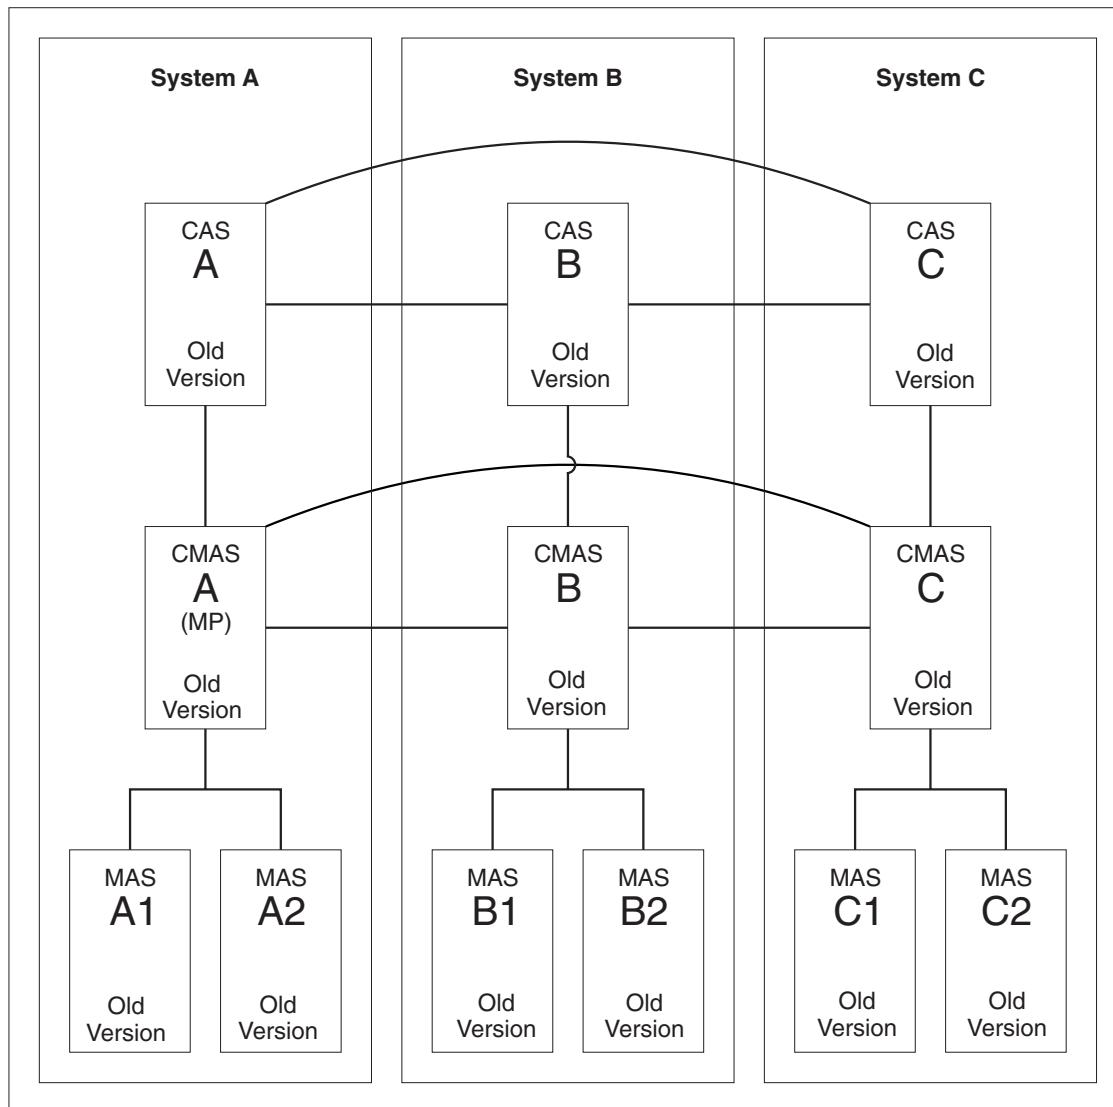 System A
System B
System C
CAS
A
Old
Version
CAS
B
Old
Version
CAS
C
Old
Version
CMAS
A
(MP)
Old
Version
CMAS
B
Old
Version
CMAS
C
Old
Version
MAS
A1
Old
Version
MAS
A2
Old
Version
MAS
B1
Old
Version
MAS
B2
Old
Version
MAS
C1
Old
Version
MAS
C2
Old
Version